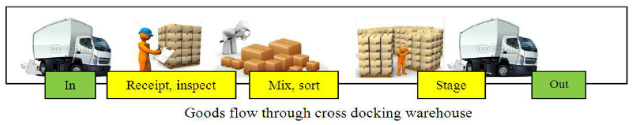 In
Receipt, inspect
Mix, sort
Stage
Out
Goods flow through cross docking warehouse